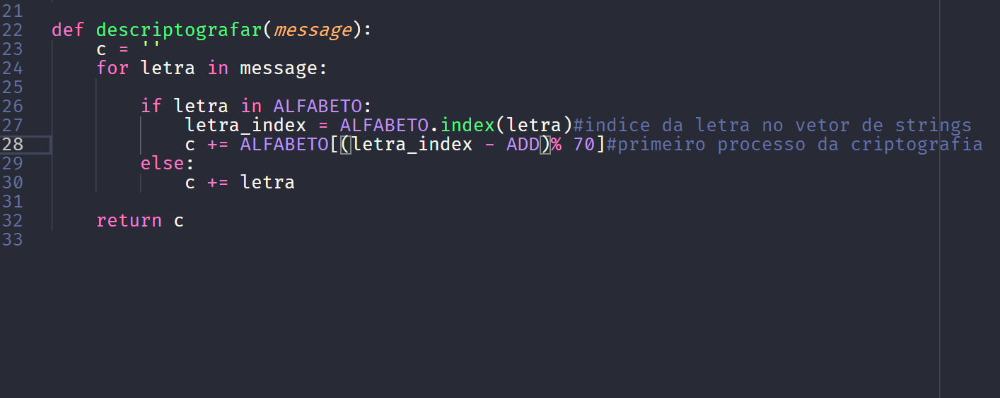 21
22 def descriptografar(message):
23     c = ''
24     for letra in message:
25
26         if letra in ALFABETO:
27             letra_index = ALFABETO.index(letra)#indice da letra no vetor de strings
28             c += ALFABETO[(letra_index - ADD)% 70]#primeiro processo da criptografia
29         else:
30             c += letra
31
32     return c
33